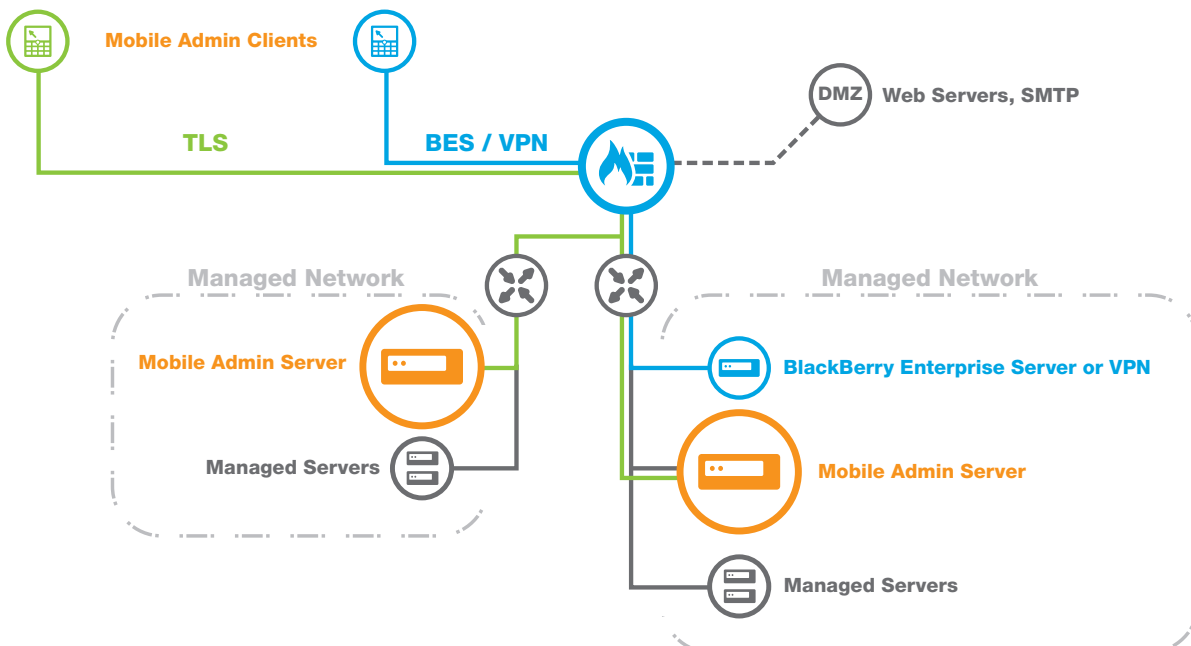 Mobile Admin Clients
DMZ
Web Servers, SMTP
TLS
BES / VPN
Managed Network
Managed Network
Mobile Admin Server
BlackBerry Enterprise Server or VPN
Managed Servers
Mobile Admin Server
Managed Servers